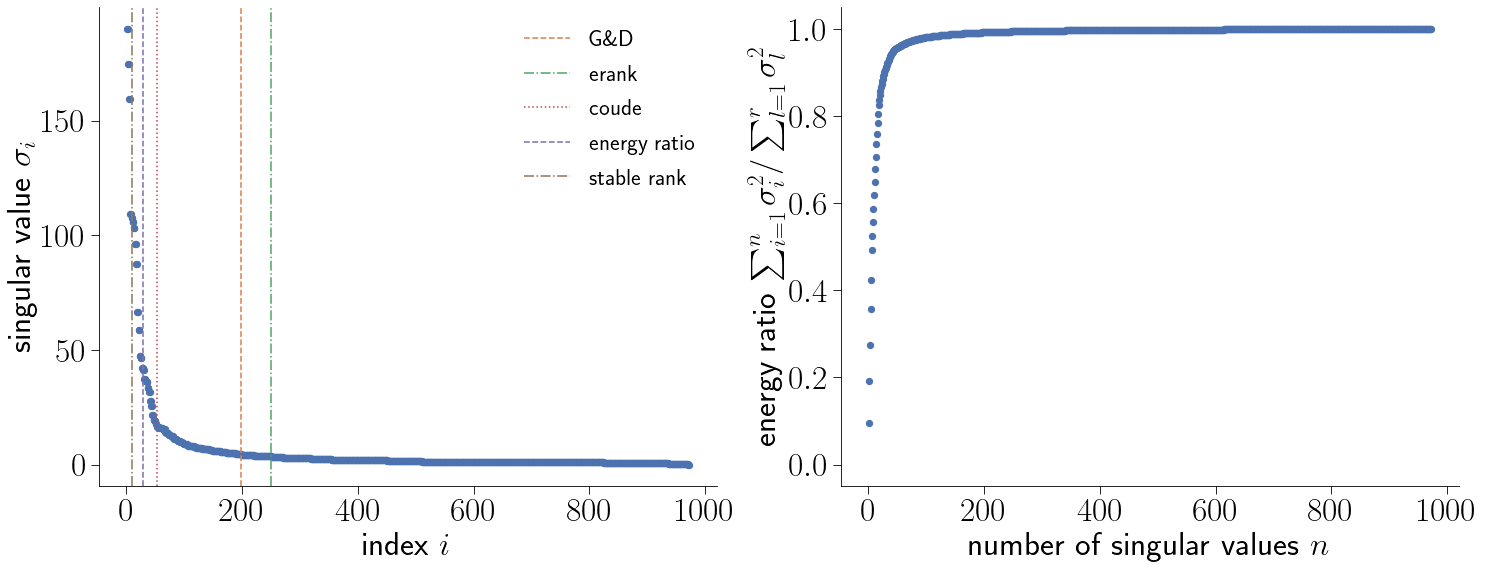 singular value σ_i
150
100
50
0
0 200 400 600 800 1000
index i
G&D
erank
coude
energy ratio
stable rank
energy ratio ∑_{i=1}^{n} σ_i^2 / ∑_{l=1}^{r} σ_l^2
1.0
0.8
0.6
0.4
0.2
0.0
0 200 400 600 800 1000
number of singular values n